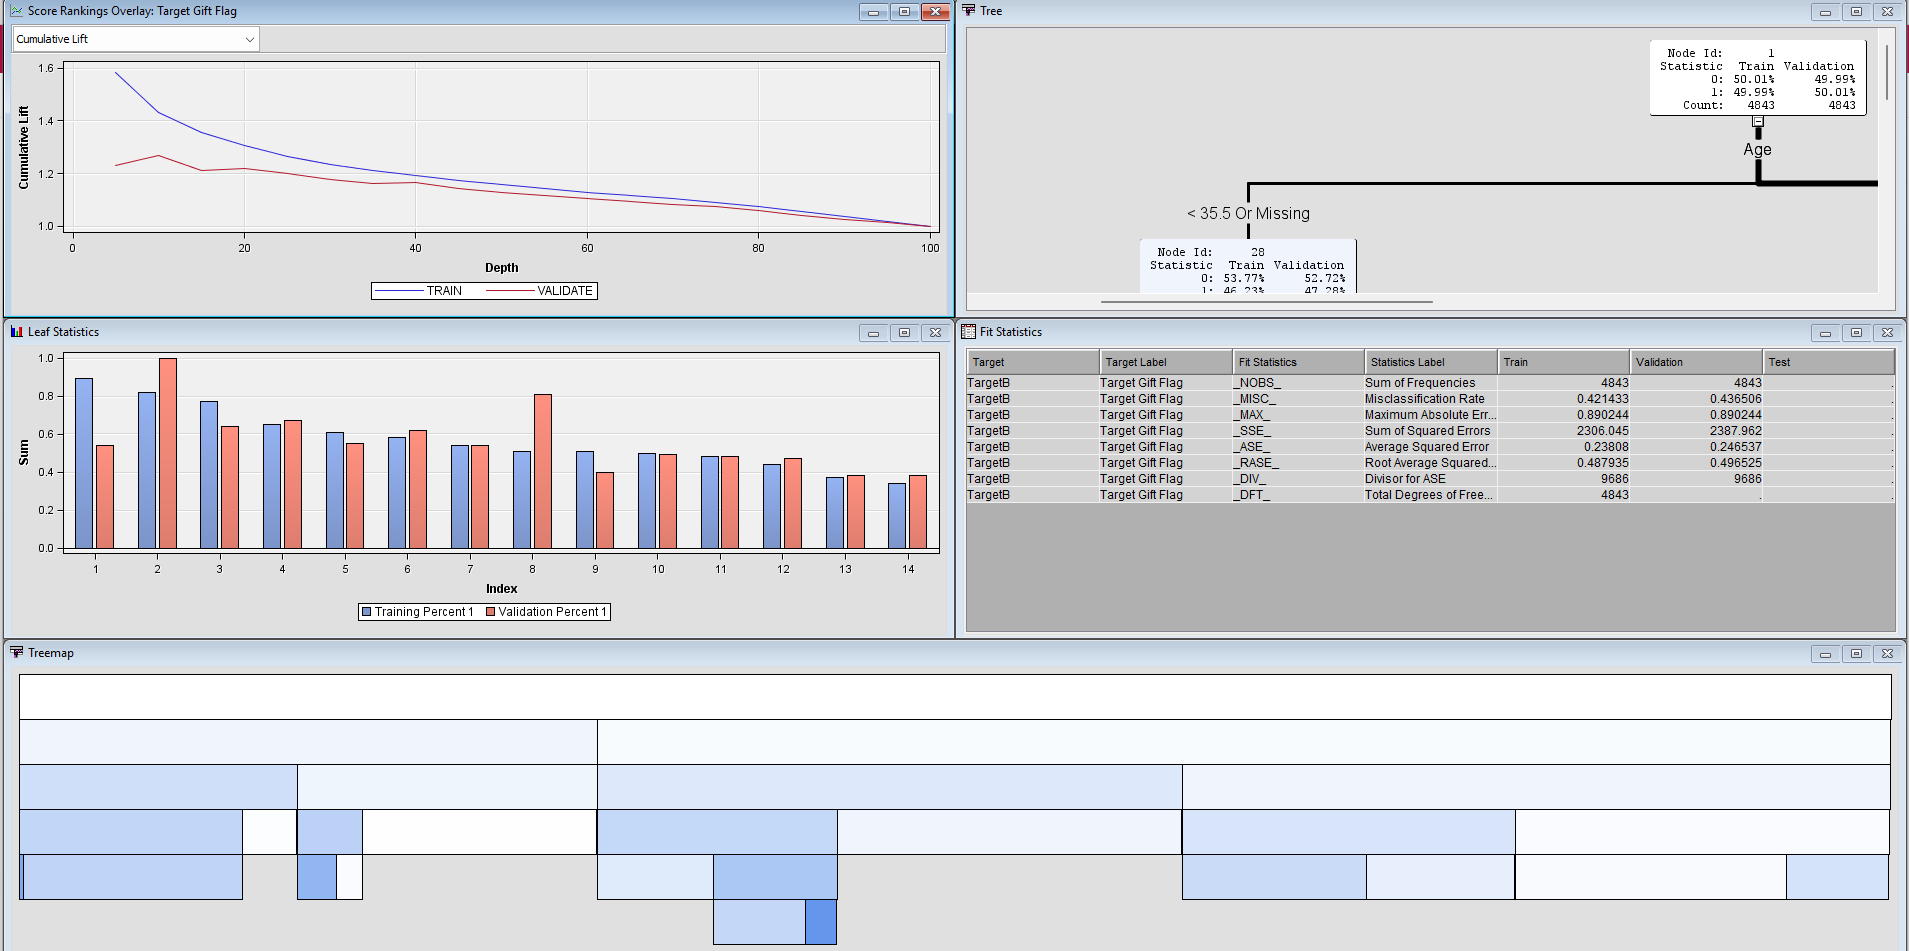 Score Rankings Overlay: Target Gift Flag
Cumulative Lift
Cumulative Lift
1.6
1.4
1.2
1.0
0 20 40 60 80 100
Depth
TRAIN VALIDATE
Tree
Node Id: 1
Statistic Train Validation
0: 50.01% 49.99%
1: 49.99% 50.01%
Count: 4843 4843
Age
< 35.5 Or Missing
Node Id: 28
Statistic Train Validation
0: 53.77% 52.72%
1: 46.23% 47.28%
Leaf Statistics
Sum
1.0
0.8
0.6
0.4
0.2
0.0
1 2 3 4 5 6 7 8 9 10 11 12 13 14
Index
Training Percent 1 Validation Percent 1
Fit Statistics
Target Target Label Fit Statistics Statistics Label Train Validation Test
TargetB Target Gift Flag _NOBS_ Sum of Frequencies 4843 4843 .
TargetB Target Gift Flag _MISC_ Misclassification Rate 0.421433 0.436506 .
TargetB Target Gift Flag _MAX_ Maximum Absolute Err... 0.890244 0.890244 .
TargetB Target Gift Flag _SSE_ Sum of Squared Errors 2306.045 2387.962 .
TargetB Target Gift Flag _ASE_ Average Squared Error 0.23808 0.246537 .
TargetB Target Gift Flag _RASE_ Root Average Squared... 0.487935 0.496525 .
TargetB Target Gift Flag _DIV_ Divisor for ASE 9686 9686 .
TargetB Target Gift Flag _DFT_ Total Degrees of Free... 4843 . .
Treemap